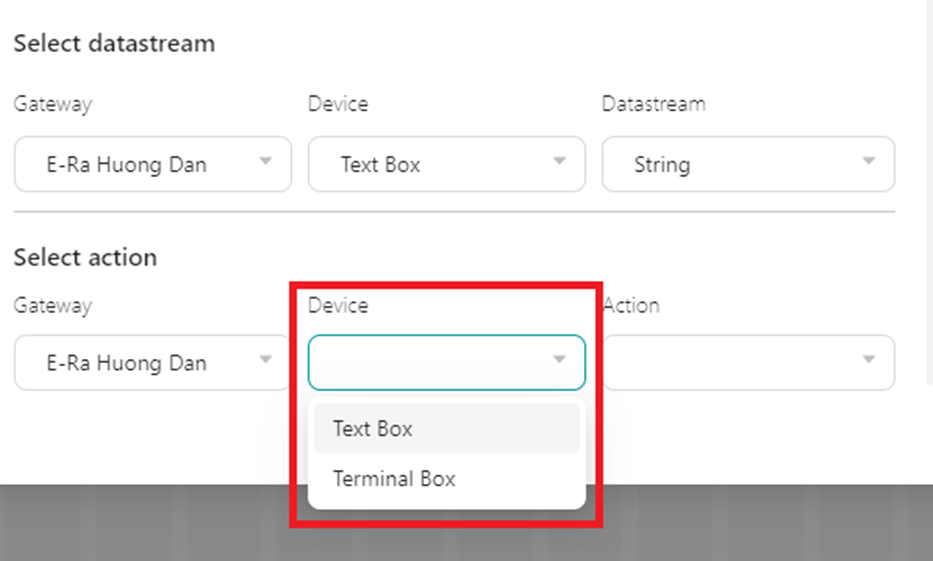 Select datastream
Gateway Device Datastream
E-Ra Huong Dan Text Box String
Select action
Gateway Device Action
E-Ra Huong Dan
Text Box
Terminal Box